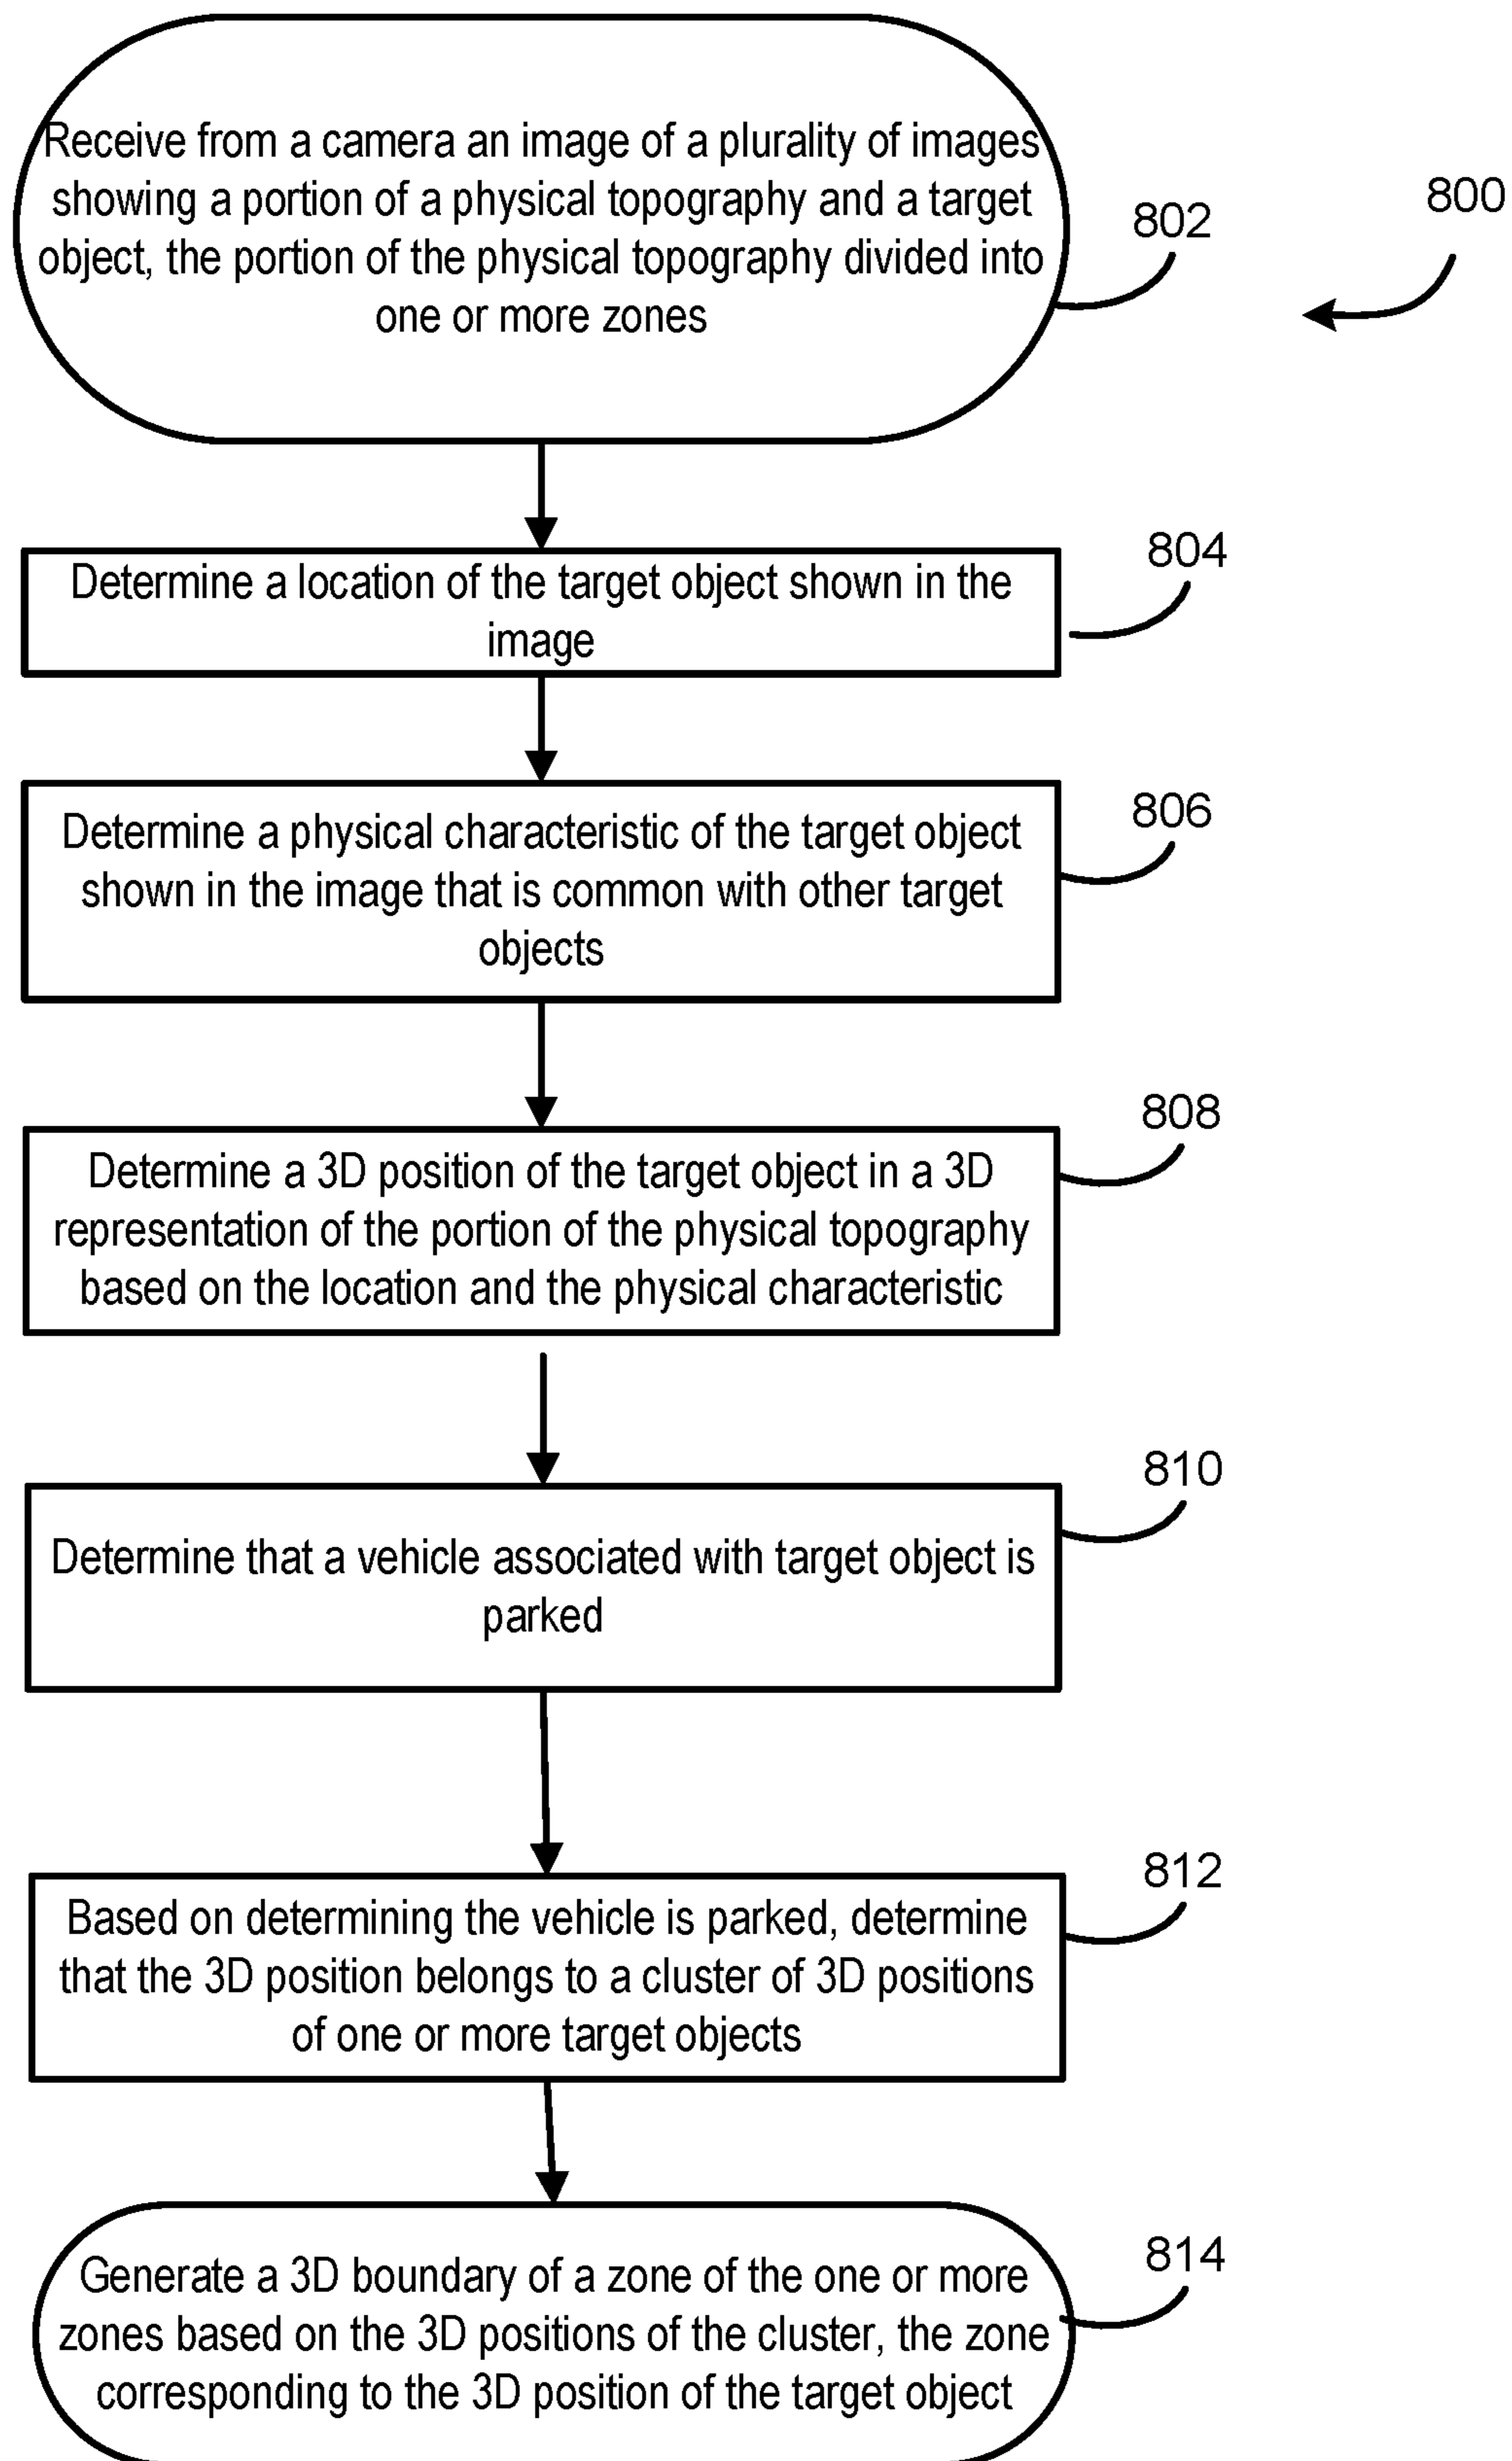 Receive from a camera an image of a plurality of images
showing a portion of a physical topography and a target
object, the portion of the physical topography divided into
one or more zones
802
800
Determine a location of the target object shown in the
image
804
Determine a physical characteristic of the target object
shown in the image that is common with other target
objects
806
Determine a 3D position of the target object in a 3D
representation of the portion of the physical topography
based on the location and the physical characteristic
808
Determine that a vehicle associated with target object is
parked
810
Based on determining the vehicle is parked, determine
that the 3D position belongs to a cluster of 3D positions
of one or more target objects
812
Generate a 3D boundary of a zone of the one or more
zones based on the 3D positions of the cluster, the zone
corresponding to the 3D position of the target object
814